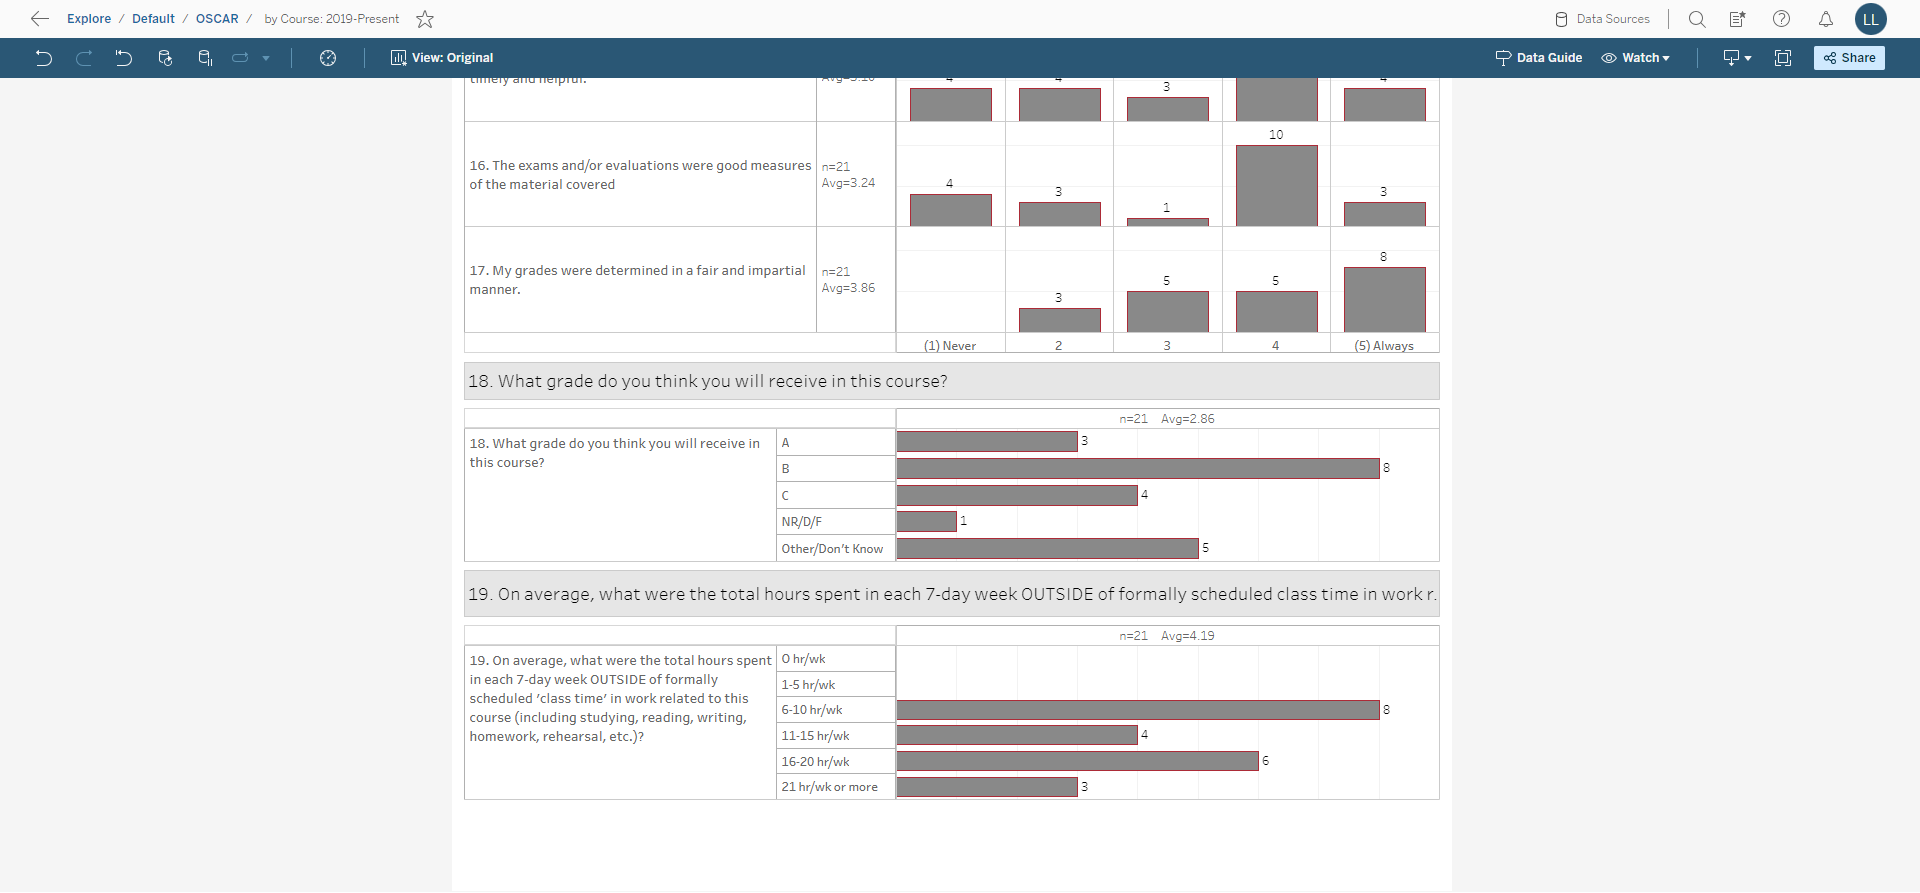 Explore / Default / OSCAR / by Course: 2019-Present
Data Sources
LL
View: Original
Data Guide
Watch
Share
timely and helpful.
4 4 3 4
16. The exams and/or evaluations were good measures
of the material covered
n=21
Avg=3.24
4 3 1 10 3
17. My grades were determined in a fair and impartial
manner.
n=21
Avg=3.86
3 5 5 8
(1) Never 2 3 4 (5) Always
18. What grade do you think you will receive in this course?
n=21 Avg=2.86
18. What grade do you think you will receive in
this course?
A 3
B 8
C 4
NR/D/F 1
Other/Don't Know 5
19. On average, what were the total hours spent in each 7-day week OUTSIDE of formally scheduled class time in work r.
n=21 Avg=4.19
19. On average, what were the total hours spent
in each 7-day week OUTSIDE of formally
scheduled 'class time' in work related to this
course (including studying, reading, writing,
homework, rehearsal, etc.)?
0 hr/wk
1-5 hr/wk
6-10 hr/wk 8
11-15 hr/wk 4
16-20 hr/wk 6
21 hr/wk or more 3